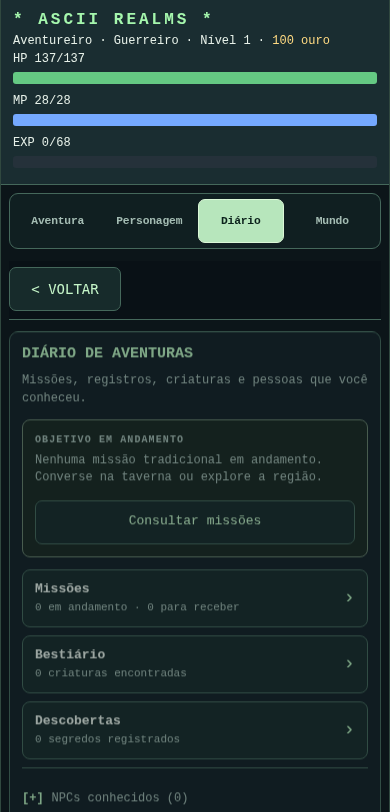 * ASCII REALMS *
Aventureiro · Guerreiro · Nível 1 · 100 ouro
HP 137/137
MP 28/28
EXP 0/68
Aventura Personagem Diário Mundo
< VOLTAR
DIÁRIO DE AVENTURAS
Missões, registros, criaturas e pessoas que você
conheceu.
OBJETIVO EM ANDAMENTO
Nenhuma missão tradicional em andamento.
Converse na taverna ou explore a região.
Consultar missões
Missões
0 em andamento · 0 para receber
›
Bestiário
0 criaturas encontradas
›
Descobertas
0 segredos registrados
›
[+] NPCs conhecidos (0)